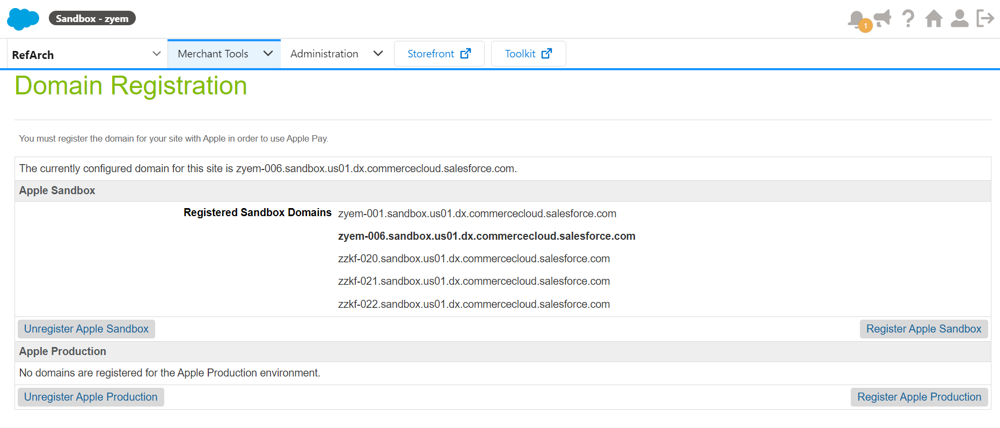 Sandbox - zyem
1
RefArch
Merchant Tools
Administration
Storefront
Toolkit
Domain Registration
You must register the domain for your site with Apple in order to use Apple Pay.
The currently configured domain for this site is zyem-006.sandbox.us01.dx.commercecloud.salesforce.com.
Apple Sandbox
Registered Sandbox Domains zyem-001.sandbox.us01.dx.commercecloud.salesforce.com
zyem-006.sandbox.us01.dx.commercecloud.salesforce.com
zzkf-020.sandbox.us01.dx.commercecloud.salesforce.com
zzkf-021.sandbox.us01.dx.commercecloud.salesforce.com
zzkf-022.sandbox.us01.dx.commercecloud.salesforce.com
Unregister Apple Sandbox
Register Apple Sandbox
Apple Production
No domains are registered for the Apple Production environment.
Unregister Apple Production
Register Apple Production